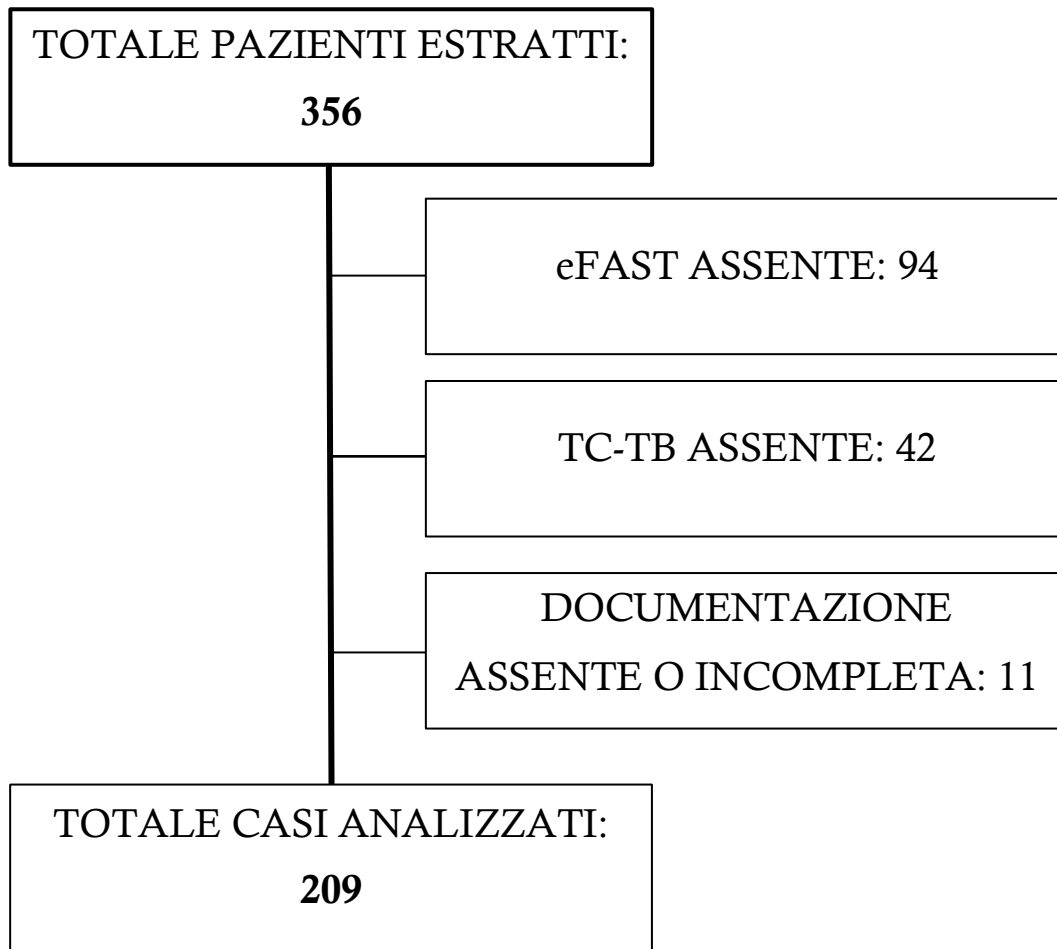 TOTALE PAZIENTI ESTRATTI:
356
eFAST ASSENTE: 94
TC-TB ASSENTE: 42
DOCUMENTAZIONE
ASSENTE O INCOMPLETA: 11
TOTALE CASI ANALIZZATI:
209